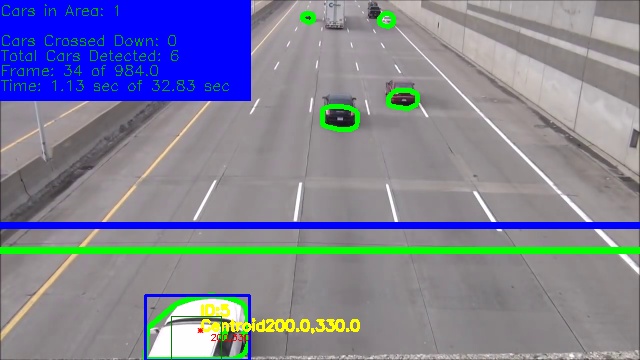 Cars in Area: 1
Cars Crossed Down: 0
Total Cars Detected: 6
Frame: 34 of 984.0
Time: 1.13 sec of 32.83 sec
ID:5
Centroid200.0,330.0